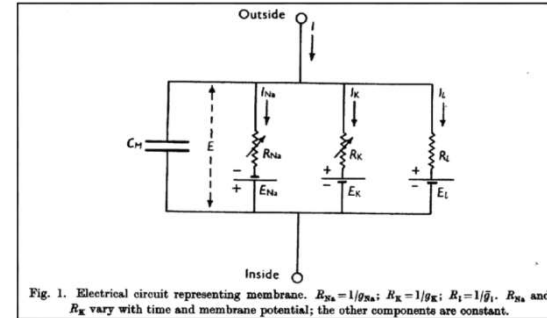 Outside
I
I_Na I_K I_L
C_M E R_Na R_K R_L
− + +
+ − −
E_Na E_K E_L
Inside
Fig. 1. Electrical circuit representing membrane. R_Na=1/g_Na; R_K=1/g_K; R_l=1/ḡ_l. R_Na and
R_K vary with time and membrane potential; the other components are constant.